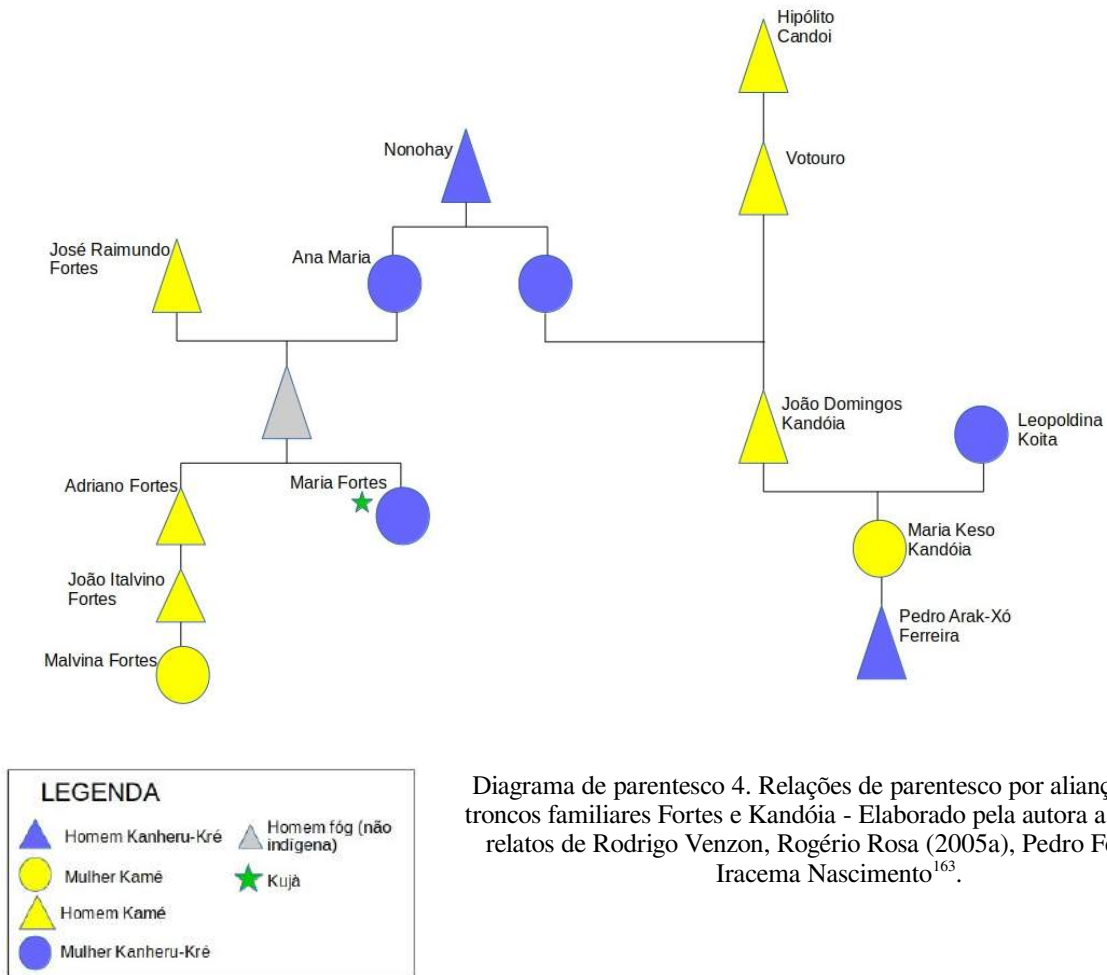 Hipólito
Candoi
Nonohay
Votouro
José Raimundo
Fortes
Ana Maria
João Domingos
Kandóia
Leopoldina
Koita
Adriano Fortes
Maria Fortes
Maria Keso
Kandóia
João Italvino
Fortes
Pedro Arak-Xó
Ferreira
Malvina Fortes
LEGENDA
Homem Kanheru-Kré
Homem fóg (não
indígena)
Mulher Kamé
Kujà
Homem Kamé
Mulher Kanheru-Kré
Diagrama de parentesco 4. Relações de parentesco por
troncos familiares Fortes e Kandóia - Elaborado pela autora a
relatos de Rodrigo Venzon, Rogério Rosa (2005a), Pedro
Iracema Nascimento163.